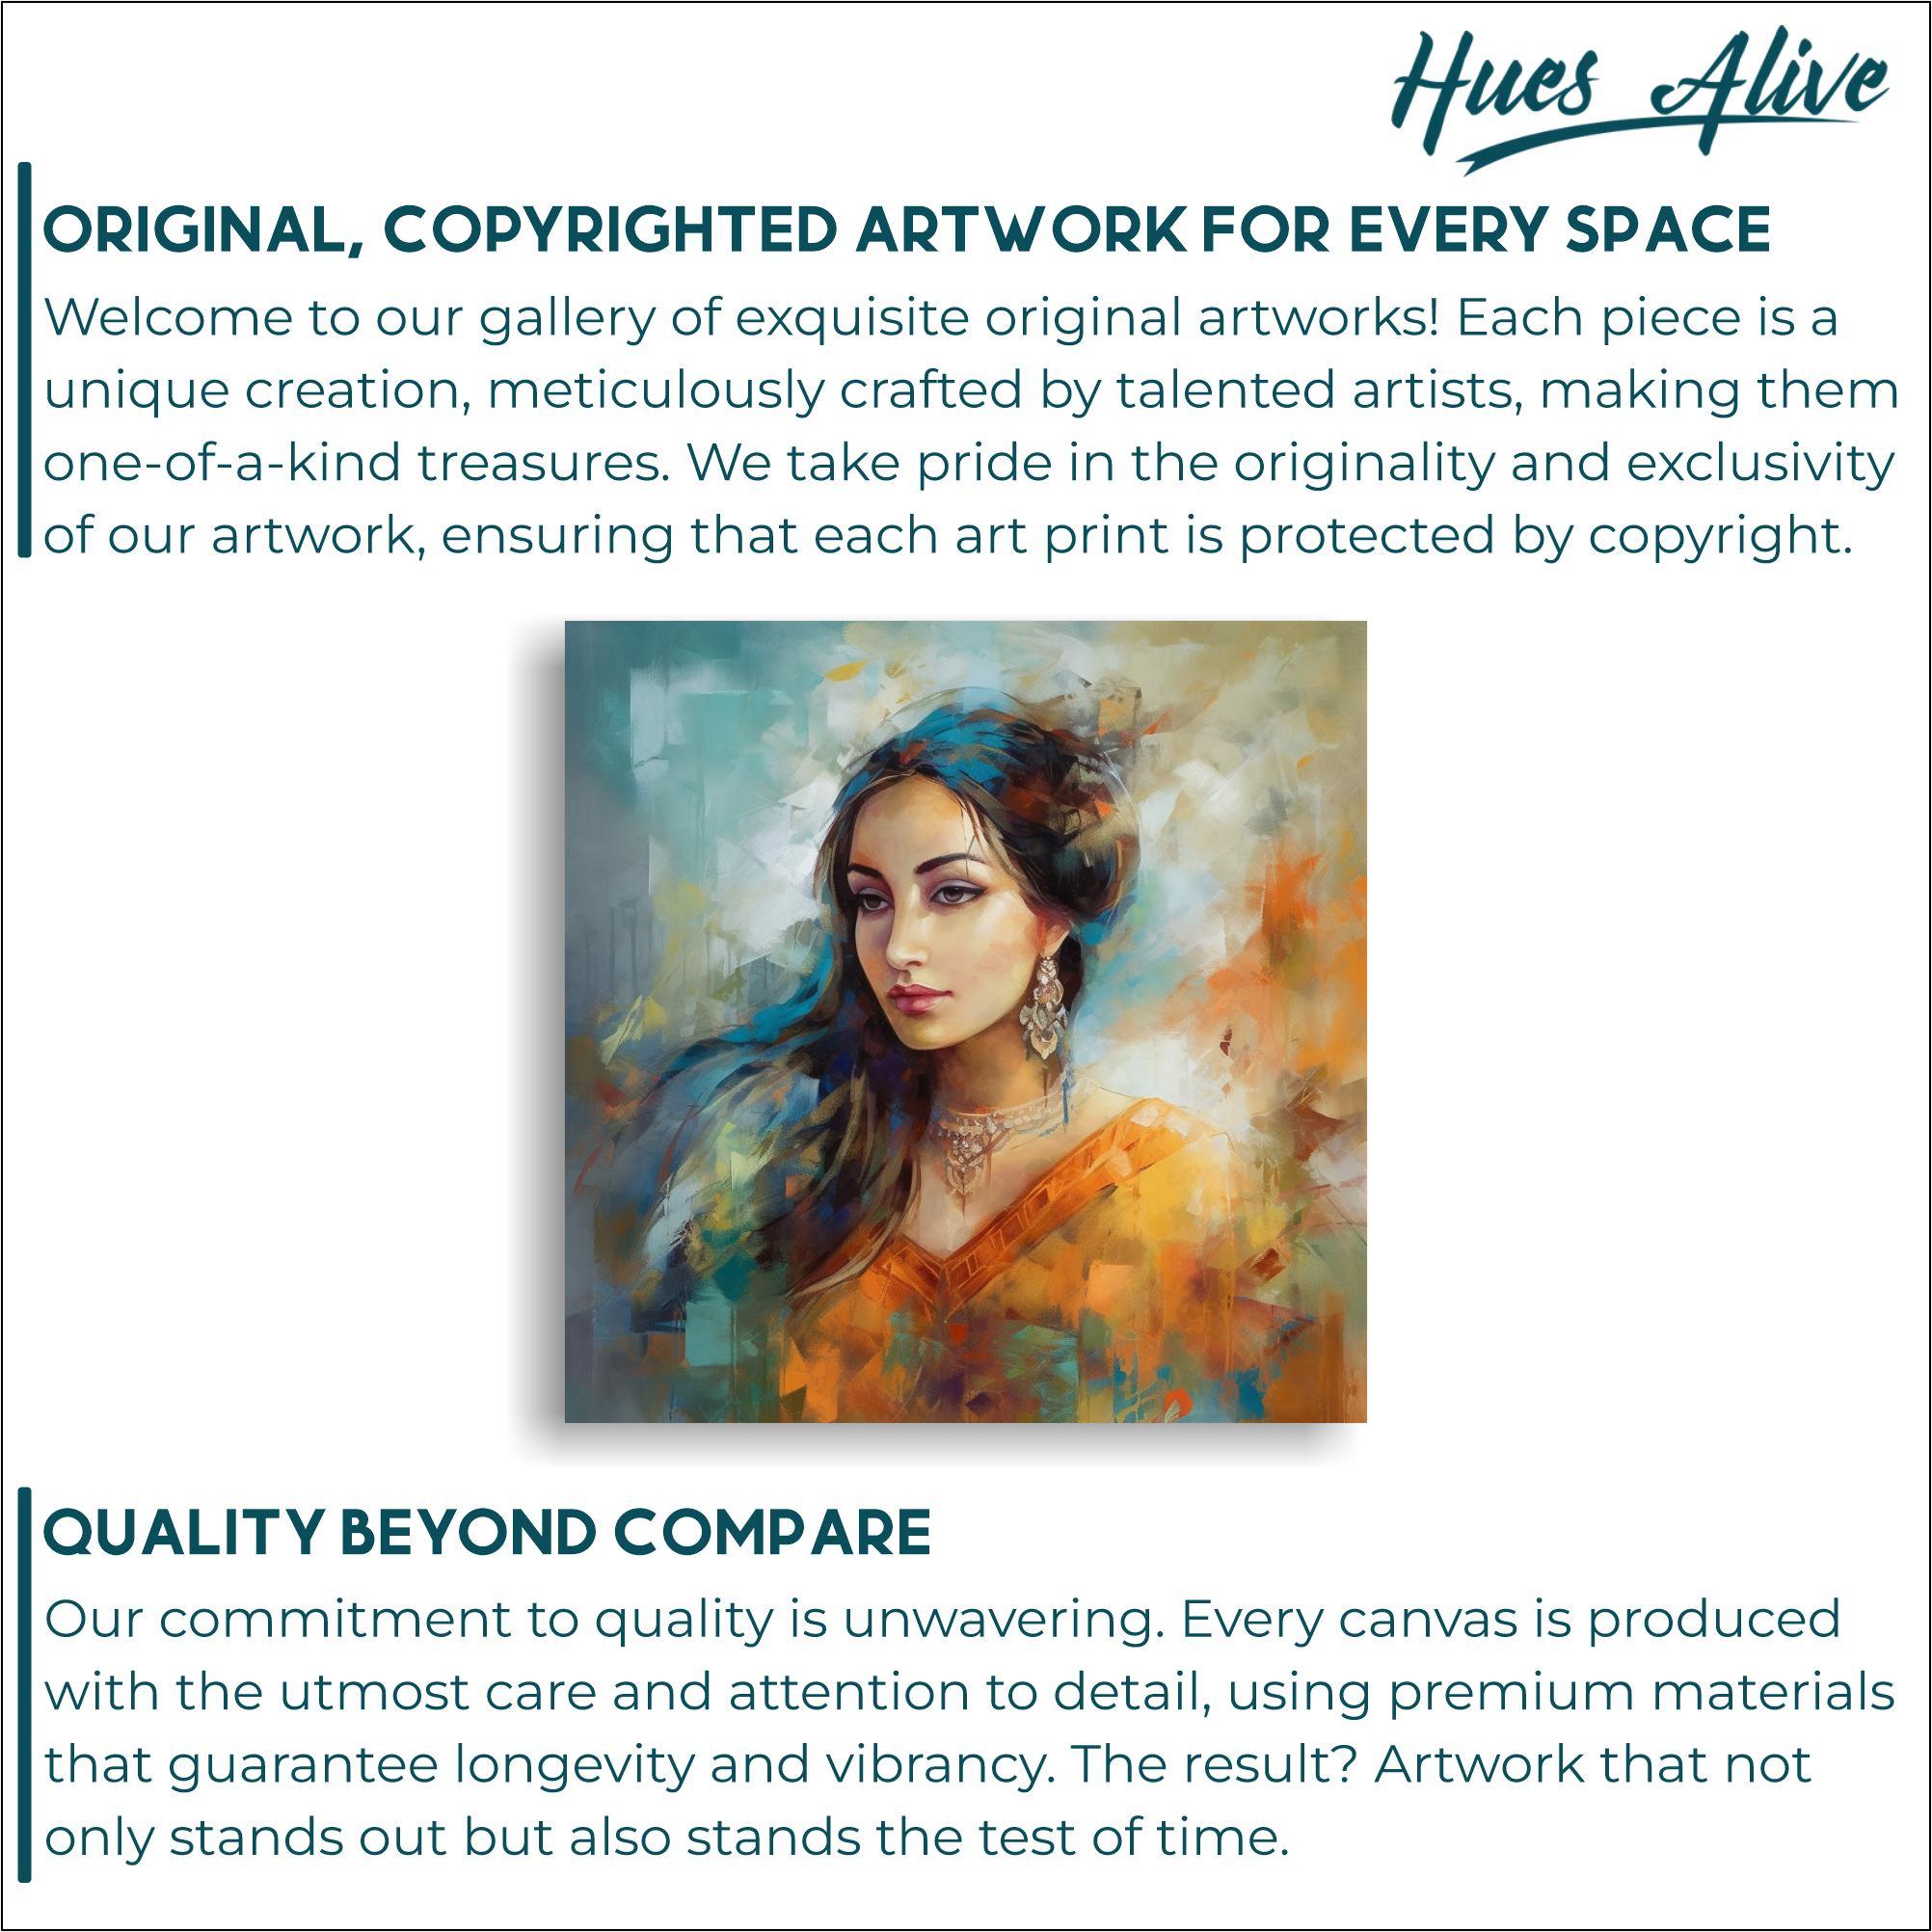 Hues Alive
ORIGINAL, COPYRIGHTED ARTWORK FOR EVERY SPACE
Welcome to our gallery of exquisite original artworks! Each piece is a
unique creation, meticulously crafted by talented artists, making them
one-of-a-kind treasures. We take pride in the originality and exclusivity
of our artwork, ensuring that each art print is protected by copyright.
QUALITY BEYOND COMPARE
Our commitment to quality is unwavering. Every canvas is produced
with the utmost care and attention to detail, using premium materials
that guarantee longevity and vibrancy. The result? Artwork that not
only stands out but also stands the test of time.